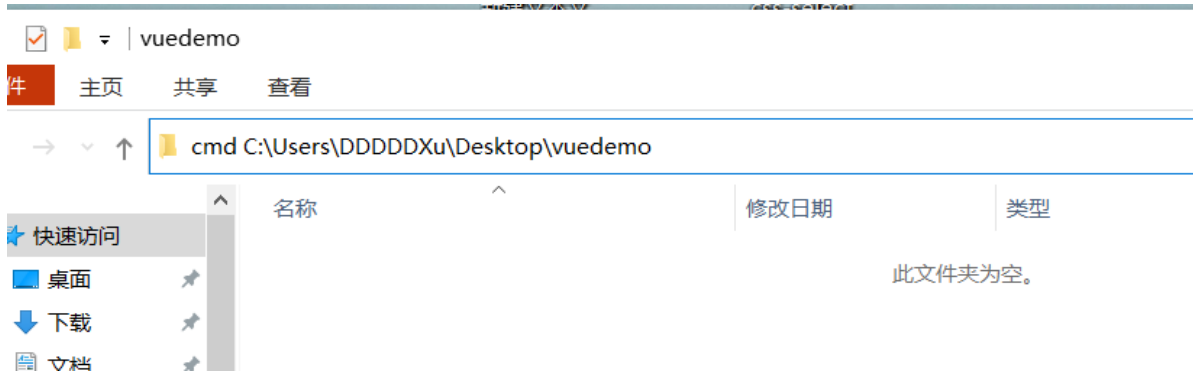 vuedemo
件 主页 共享 查看
cmd C:\Users\DDDDDXu\Desktop\vuedemo
名称 修改日期 类型
快速访问
此文件夹为空。
桌面
下载
文档